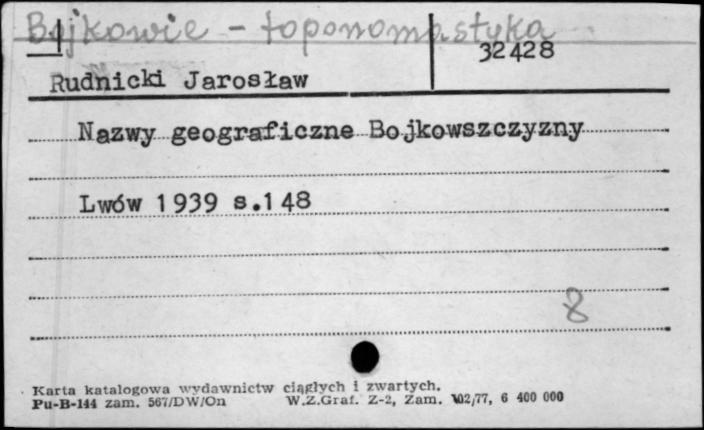 Bojkowie - toponomastyka
32428
Rudnicki Jarosław
Nazwy geograficzne Bojkowszczyzny
Lwów 1939 s.148
8
Karta katalogowa wydawnictw ciągłych i zwartych.
Pu-B-144 zam. 567/DW/On W.Z.Graf. Z-2, Zam. 102/77, 6 400 000